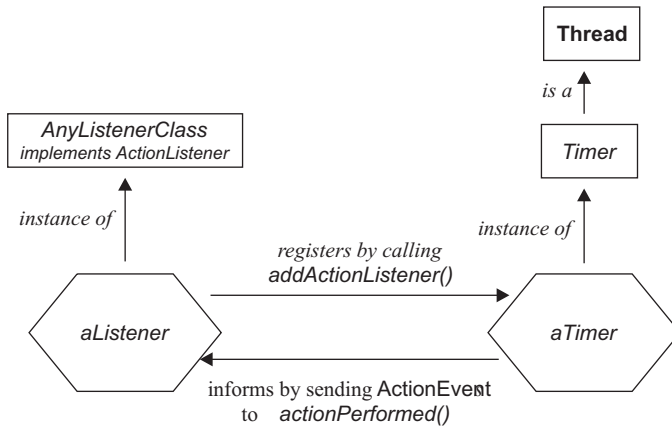 Thread
is a
AnyListenerClass
implements ActionListener
Timer
instance of
instance of
registers by calling
addActionListener()
aListener
aTimer
informs by sending ActionEvent
to actionPerformed()